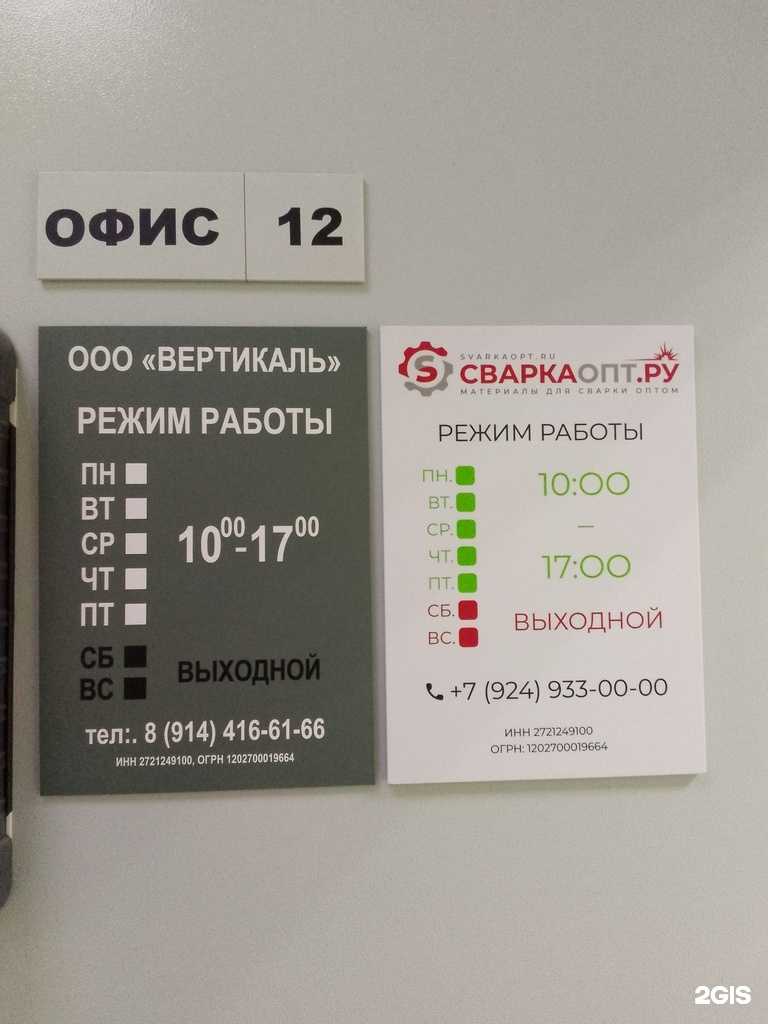 ОФИС 12
ООО «ВЕРТИКАЛЬ»
РЕЖИМ РАБОТЫ
ПН
ВТ
СР
ЧТ
ПТ
10⁰⁰-17⁰⁰
СБ
ВС
ВЫХОДНОЙ
тел:. 8 (914) 416-61-66
ИНН 2721249100, ОГРН 1202700019664
S
SVARKAOPT.RU
СВАРКАОПТ.РУ
МАТЕРИАЛЫ ДЛЯ СВАРКИ ОПТОМ
РЕЖИМ РАБОТЫ
ПН.
ВТ.
СР.
ЧТ.
ПТ.
10:00
–
17:00
СБ.
ВС.
ВЫХОДНОЙ
+7 (924) 933-00-00
ИНН 2721249100
ОГРН: 1202700019664
2GIS